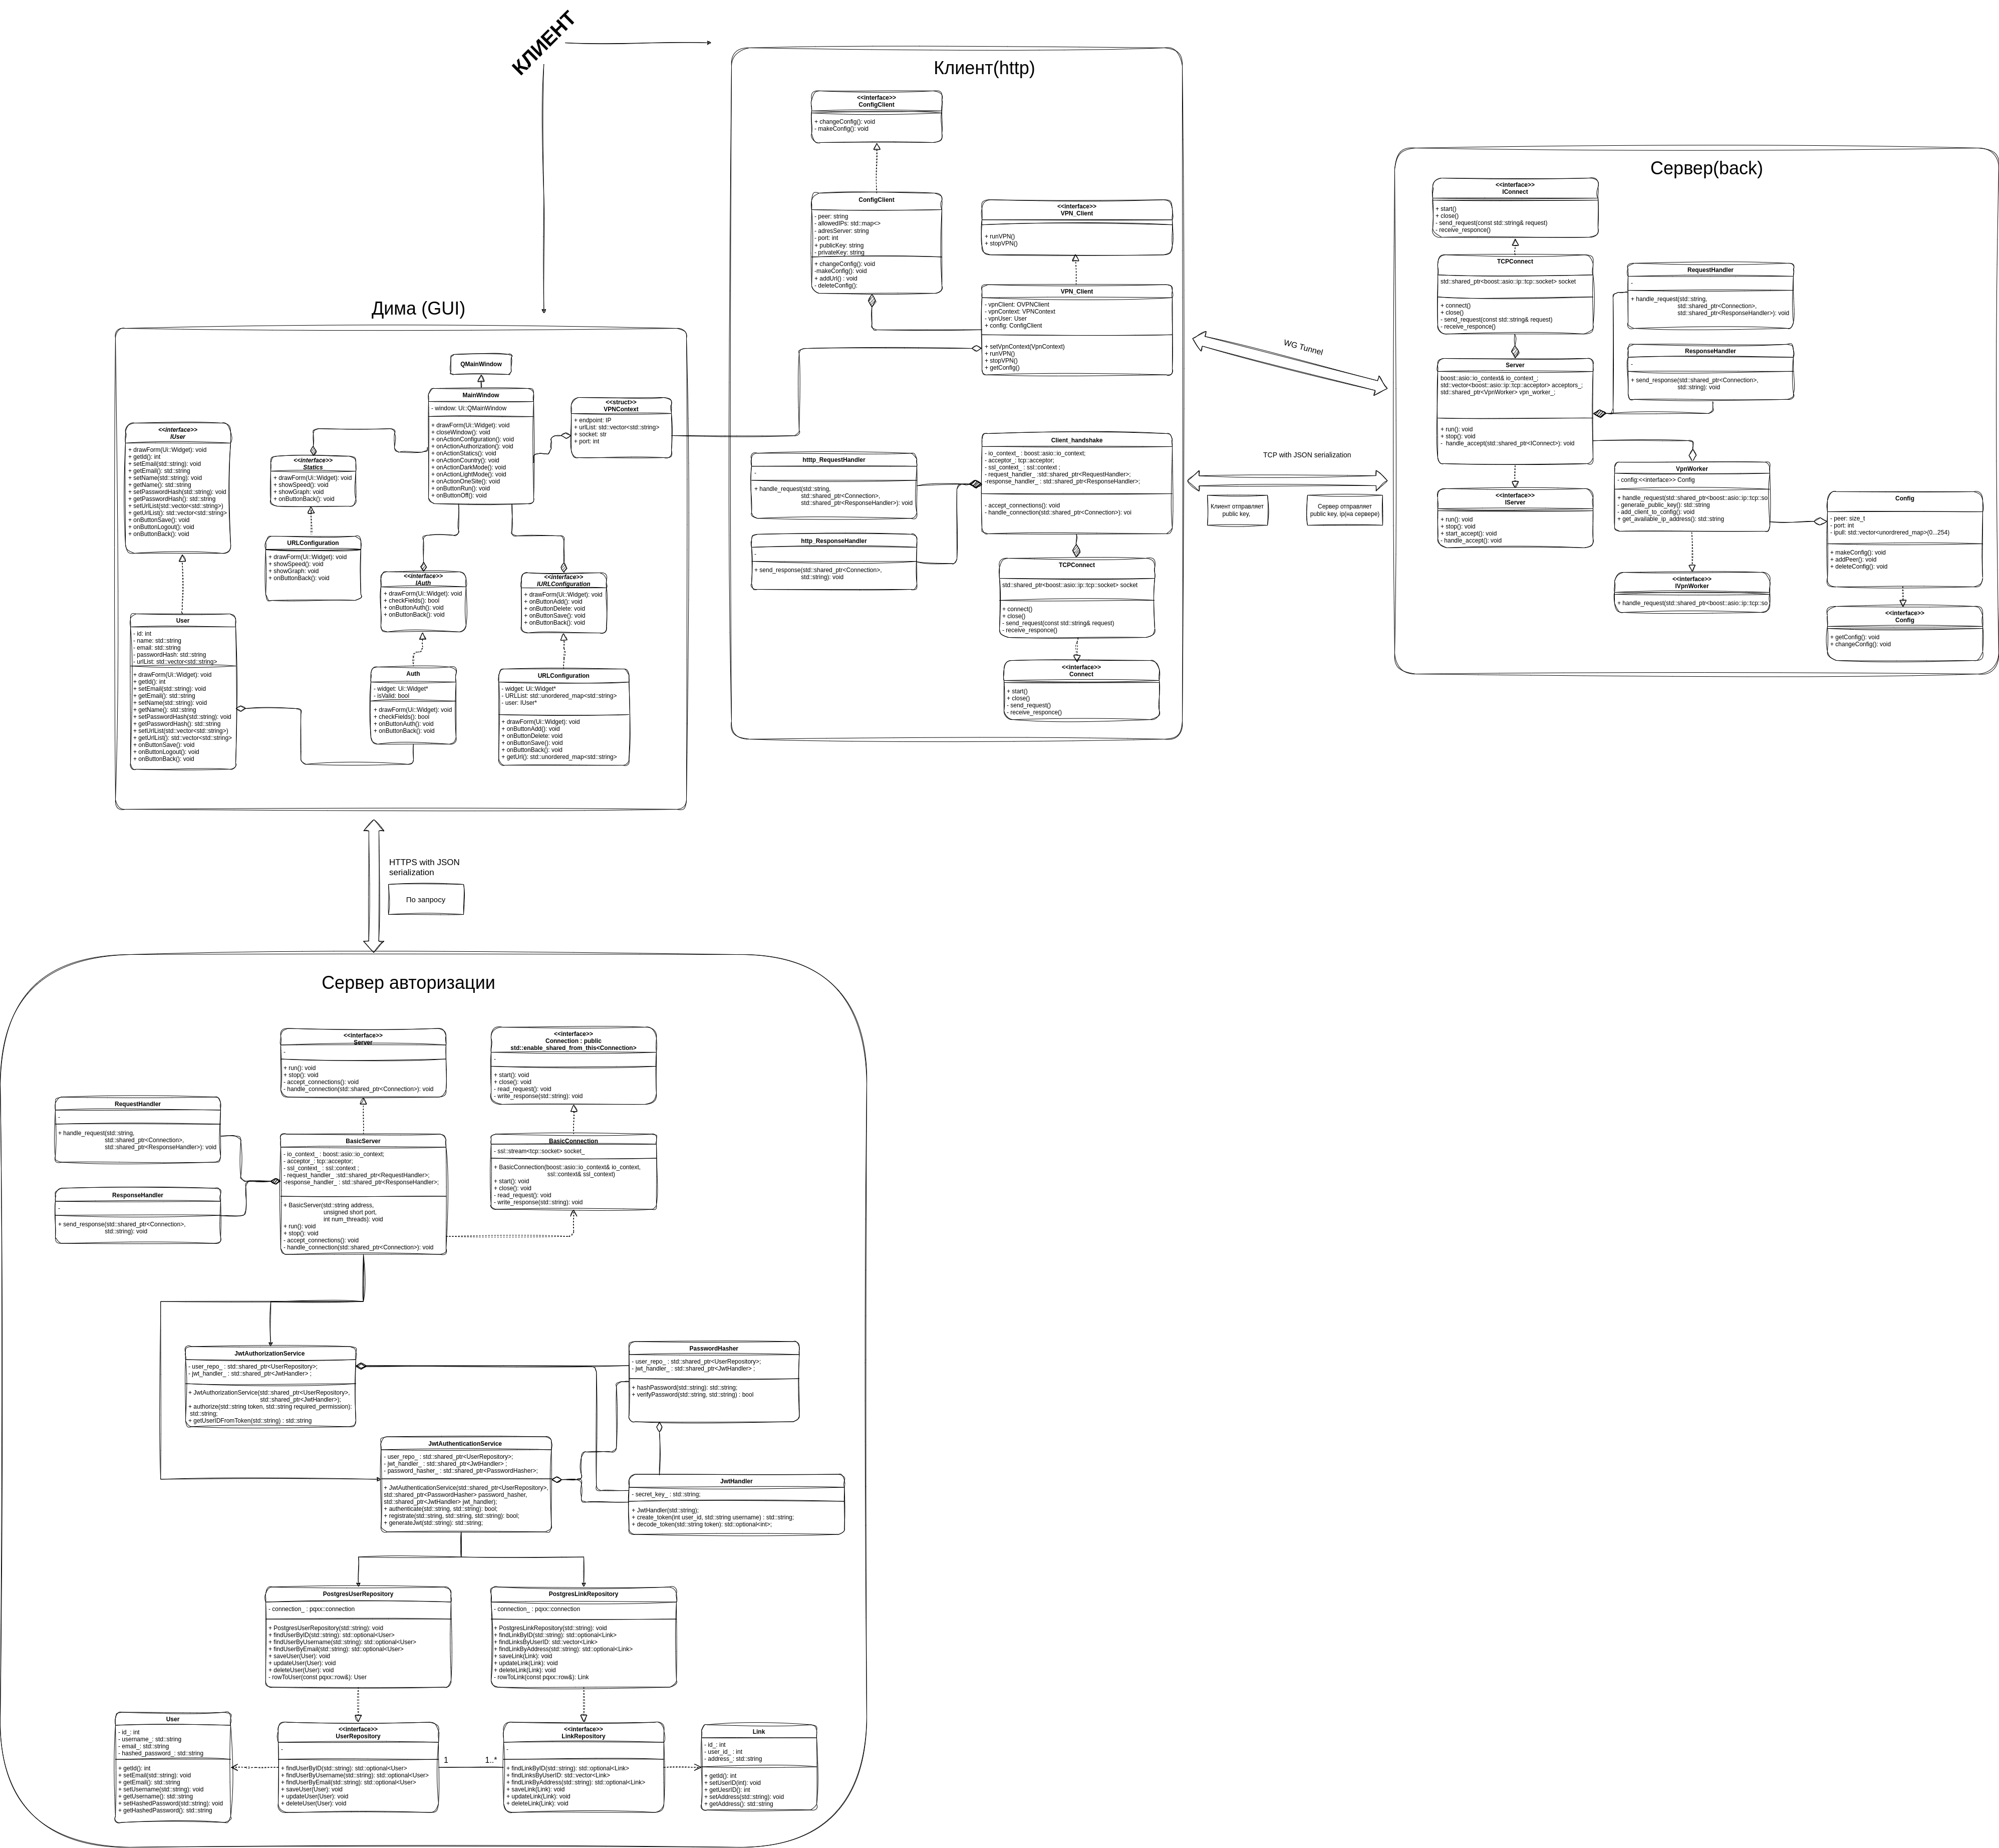 КЛИЕНТ
Клиент(http)
<<interface>>
ConfigClient
+ changeConfig(): void
- makeConfig(): void
ConfigClient
- peer: string
- allowedIPs: std::map<>
- adresServer: string
- port: int
+ publicKey: string
- privateKey: string
+ changeConfig(): void
-makeConfig(): void
+ addUrl() : void
- deleteConfig():
<<interface>>
VPN_Client
+ runVPN()
+ stopVPN()
VPN_Client
- vpnClient: OVPNClient
- vpnContext: VPNContext
- vpnUser: User
+ config: ConfigClient
+ setVpnContext(VpnContext)
+ runVPN()
+ stopVPN()
+ getConfig()
Client_handshake
- io_context_ : boost::asio::io_context;
- acceptor_: tcp::acceptor;
- ssl_context_ : ssl::context ;
- request_handler_ :std::shared_ptr<RequestHandler>;
-response_handler_ : std::shared_ptr<ResponseHandler>;
- accept_connections(): void
- handle_connection(std::shared_ptr<Connection>): voi
htttp_RequestHandler
-
+ handle_request(std::string,
std::shared_ptr<Connection>,
std::shared_ptr<ResponseHandler>): void
http_ResponseHandler
-
+ send_response(std::shared_ptr<Connection>,
std::string): void
TCPConnect
std::shared_ptr<boost::asio::ip::tcp::socket> socket
+ connect()
+ close()
- send_request(const std::string& request)
- receive_responce()
<<interface>>
Connect
+ start()
+ close()
- send_request()
- receive_responce()
WG Tunnel
TCP with JSON serialization
Клиент отправляет
public key,
Сервер отправляет
public key, ip(на сервере)
Сервер(back)
<<interface>>
IConnect
+ start()
+ close()
- send_request(const std::string& request)
- receive_responce()
TCPConnect
std::shared_ptr<boost::asio::ip::tcp::socket> socket
+ connect()
+ close()
- send_request(const std::string& request)
- receive_responce()
RequestHandler
-
+ handle_request(std::string,
std::shared_ptr<Connection>,
std::shared_ptr<ResponseHandler>): void
ResponseHandler
-
+ send_response(std::shared_ptr<Connection>,
std::string): void
Server
boost::asio::io_context& io_context_;
std::vector<boost::asio::ip::tcp::acceptor> acceptors_;
std::shared_ptr<VpnWorker> vpn_worker_;
+ run(): void
+ stop(): void
- handle_accept(std::shared_ptr<IConnect>): void
<<interface>>
IServer
+ run(): void
+ stop(): void
+ start_accept(): void
- handle_accept(): void
VpnWorker
- config:<<interface>> Config
+ handle_request(std::shared_ptr<boost::asio::ip::tcp::so
- generate_public_key(): std::string
- add_client_to_config(): void
+ get_available_ip_address(): std::string
<<interface>>
IVpnWorker
+ handle_request(std::shared_ptr<boost::asio::ip::tcp::so
Config
- peer: size_t
- port: int
- ipull: std::vector<unordrered_map>(0...254)
+ makeConfig(): void
+ addPeer(): void
+ deleteConfig(): void
<<interface>>
Config
+ getConfig(): void
+ changeConfig(): void
Дима (GUI)
QMainWindow
MainWindow
- window: Ui::QMainWindow
+ drawForm(Ui::Widget): void
+ closeWindow(): void
+ onActionConfiguration(): void
+ onActionAuthorization(): void
+ onActionStatics(): void
+ onActionCountry(): void
+ onActionDarkMode(): void
+ onActionLightMode(): void
+ onActionOneSite(): void
+ onButtonRun(): void
+ onButtonOff(): void
<<struct>>
VPNContext
+ endpoint: IP
+ urlList: std::vector<std::string>
+ socket: str
+ port: int
<<interface>>
IUser
+ drawForm(Ui::Widget): void
+ getId(): int
+ setEmail(std::string): void
+ getEmail(): std::string
+ setName(std::string): void
+ getName(): std::string
+ setPasswordHash(std::string): void
+ getPasswordHash(): std::string
+ setUrlList(std::vector<std::string>)
+ getUrlList(): std::vector<std::string>
+ onButtonSave(): void
+ onButtonLogout(): void
+ onButtonBack(): void
<<interface>>
Statics
+ drawForm(Ui::Widget): void
+ showSpeed(): void
+ showGraph: void
+ onButtonBack(): void
URLConfiguration
+ drawForm(Ui::Widget): void
+ showSpeed(): void
+ showGraph: void
+ onButtonBack(): void
<<interface>>
IAuth
+ drawForm(Ui::Widget): void
+ checkFields(): bool
+ onButtonAuth(): void
+ onButtonBack(): void
<<interface>>
IURLConfiguration
+ drawForm(Ui::Widget): void
+ onButtonAdd(): void
+ onButtonDelete: void
+ onButtonSave(): void
+ onButtonBack(): void
User
- id: int
- name: std::string
- email: std::string
- passwordHash: std::string
- urlList: std::vector<std::string>
+ drawForm(Ui::Widget): void
+ getId(): int
+ setEmail(std::string): void
+ getEmail(): std::string
+ setName(std::string): void
+ getName(): std::string
+ setPasswordHash(std::string): void
+ getPasswordHash(): std::string
+ setUrlList(std::vector<std::string>)
+ getUrlList(): std::vector<std::string>
+ onButtonSave(): void
+ onButtonLogout(): void
+ onButtonBack(): void
Auth
- widget: Ui::Widget*
- isValid: bool
+ drawForm(Ui::Widget): void
+ checkFields(): bool
+ onButtonAuth(): void
+ onButtonBack(): void
URLConfiguration
- widget: Ui::Widget*
- URLList: std::unordered_map<std::string>
- user: IUser*
+ drawForm(Ui::Widget): void
+ onButtonAdd(): void
+ onButtonDelete: void
+ onButtonSave(): void
+ onButtonBack(): void
+ getUrl(): std::unordered_map<std::string>
HTTPS with JSON
serialization
По запросу
Сервер авторизации
<<interface>>
Server
-
+ run(): void
+ stop(): void
- accept_connections(): void
- handle_connection(std::shared_ptr<Connection>): void
<<interface>>
Connection : public
std::enable_shared_from_this<Connection>
-
+ start(): void
+ close(): void
- read_request(): void
- write_response(std::string): void
RequestHandler
-
+ handle_request(std::string,
std::shared_ptr<Connection>,
std::shared_ptr<ResponseHandler>): void
ResponseHandler
-
+ send_response(std::shared_ptr<Connection>,
std::string): void
BasicServer
- io_context_ : boost::asio::io_context;
- acceptor_: tcp::acceptor;
- ssl_context_ : ssl::context ;
- request_handler_ :std::shared_ptr<RequestHandler>;
-response_handler_ : std::shared_ptr<ResponseHandler>;
+ BasicServer(std::string address,
unsigned short port,
int num_threads): void
+ run(): void
+ stop(): void
- accept_connections(): void
- handle_connection(std::shared_ptr<Connection>): void
BasicConnection
- ssl::stream<tcp::socket> socket_
+ BasicConnection(boost::asio::io_context& io_context,
ssl::context& ssl_context)
+ start(): void
+ close(): void
- read_request(): void
- write_response(std::string): void
JwtAuthorizationService
- user_repo_ : std::shared_ptr<UserRepository>;
- jwt_handler_ : std::shared_ptr<JwtHandler> ;
+ JwtAuthorizationService(std::shared_ptr<UserRepository>,
std::shared_ptr<JwtHandler>);
+ authorize(std::string token, std::string required_permission):
std::string;
+ getUserIDFromToken(std::string) : std::string
PasswordHasher
- user_repo_ : std::shared_ptr<UserRepository>;
- jwt_handler_ : std::shared_ptr<JwtHandler> ;
+ hashPassword(std::string): std::string;
+ verifyPassword(std::string, std::string) : bool
JwtAuthenticationService
- user_repo_ : std::shared_ptr<UserRepository>;
- jwt_handler_ : std::shared_ptr<JwtHandler> ;
- password_hasher_ : std::shared_ptr<PasswordHasher>;
+ JwtAuthenticationService(std::shared_ptr<UserRepository>,
std::shared_ptr<PasswordHasher> password_hasher,
std::shared_ptr<JwtHandler> jwt_handler);
+ authenticate(std::string, std::string): bool;
+ registrate(std::string, std::string, std::string): bool;
+ generateJwt(std::string): std::string;
JwtHandler
- secret_key_ : std::string;
+ JwtHandler(std::string);
+ create_token(int user_id, std::string username) : std::string;
+ decode_token(std::string token): std::optional<int>;
PostgresUserRepository
- connection_ : pqxx::connection
+ PostgresUserRepository(std::string): void
+ findUserByID(std::string): std::optional<User>
+ findUserByUsername(std::string): std::optional<User>
+ findUserByEmail(std::string): std::optional<User>
+ saveUser(User): void
+ updateUser(User): void
+ deleteUser(User): void
- rowToUser(const pqxx::row&): User
PostgresLinkRepository
- connection_ : pqxx::connection
+ PostgresLinkRepository(std::string): void
+ findLinkByID(std::string): std::optional<Link>
+ findLinksByUserID: std::vector<Link>
+ findLinkByAddress(std::string): std::optional<Link>
+ saveLink(Link): void
+ updateLink(Link): void
+ deleteLink(Link): void
- rowToLink(const pqxx::row&): Link
User
- id_: int
- username_: std::string
- email_: std::string
- hashed_password_: std::string
+ getId(): int
+ setEmail(std::string): void
+ getEmail(): std::string
+ setUsername(std::string): void
+ getUsername(): std::string
+ setHashedPassword(std::string): void
+ getHashedPassword(): std::string
<<interface>>
UserRepository
-
+ findUserByID(std::string): std::optional<User>
+ findUserByUsername(std::string): std::optional<User>
+ findUserByEmail(std::string): std::optional<User>
+ saveUser(User): void
+ updateUser(User): void
+ deleteUser(User): void
1
1..*
<<interface>>
LinkRepository
-
+ findLinkByID(std::string): std::optional<Link>
+ findLinksByUserID: std::vector<Link>
+ findLinkByAddress(std::string): std::optional<Link>
+ saveLink(Link): void
+ updateLink(Link): void
+ deleteLink(Link): void
Link
- id_: int
- user_id_ : int
- address_: std::string
+ getId(): int
+ setUserID(int): void
+ getUesrID(): int
+ setAddress(std::string): void
+ getAddress(): std::string